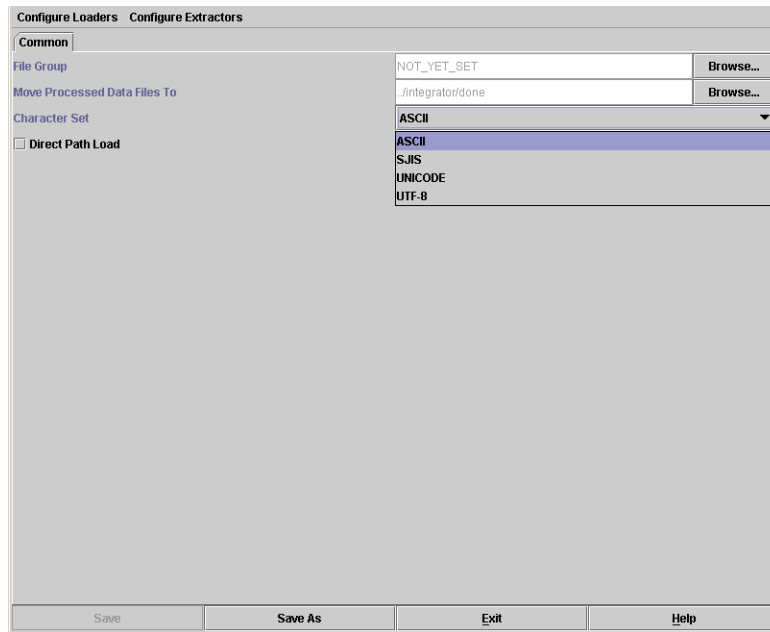 Configure Loaders Configure Extractors
Common
File Group NOT_YET_SET Browse...
Move Processed Data Files To ../integrator/done Browse...
Character Set ASCII
Direct Path Load ASCII
SJIS
UNICODE
UTF-8
Save Save As Exit Help